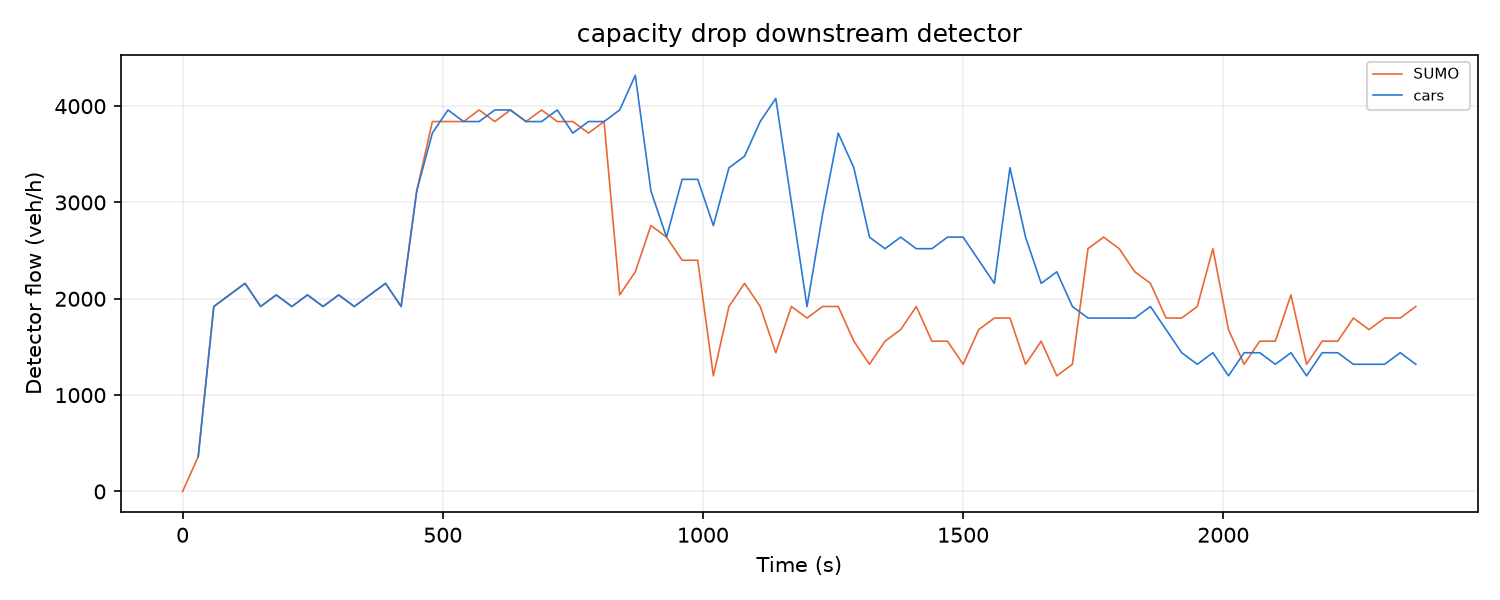 capacity drop downstream detector
SUMO
cars
Detector flow (veh/h)
4000
3000
2000
1000
0
0
500
1000
1500
2000
Time (s)